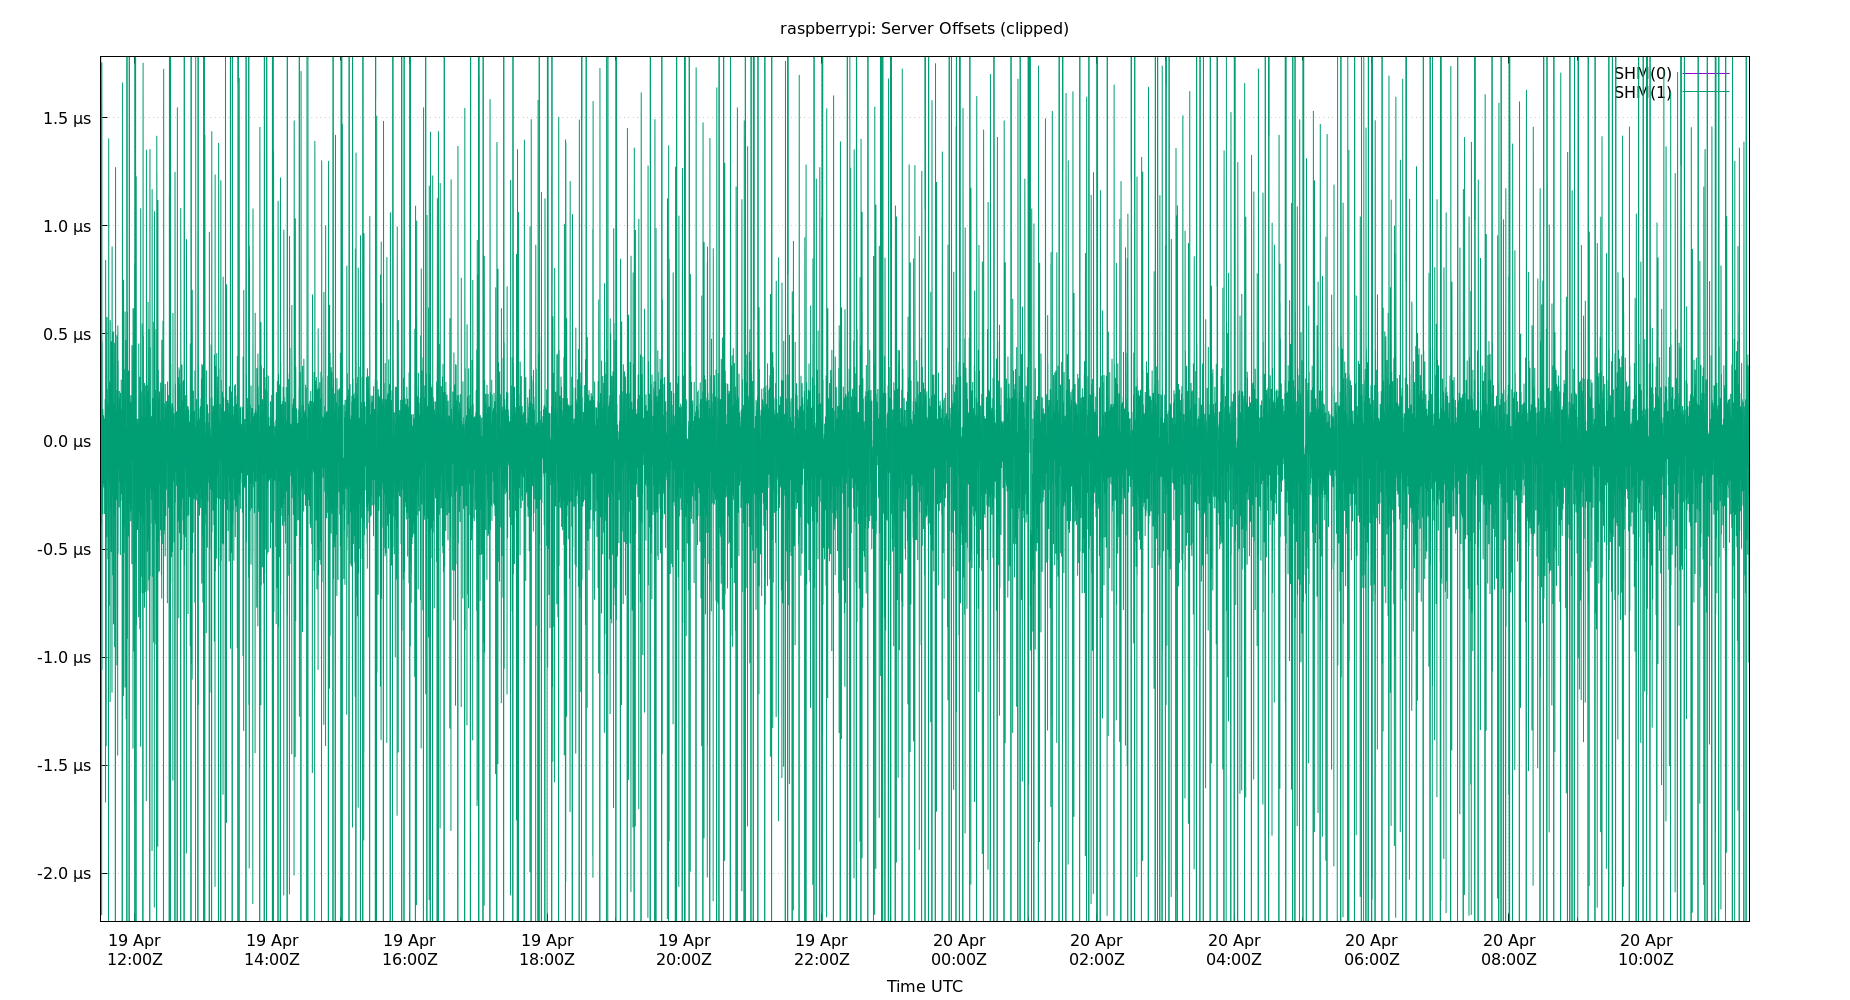 raspberrypi: Server Offsets (clipped)
SHM(0)
SHM(1)
1.5 µs
1.0 µs
0.5 µs
0.0 µs
-0.5 µs
-1.0 µs
-1.5 µs
-2.0 µs
19 Apr 19 Apr 19 Apr 19 Apr 19 Apr 19 Apr 20 Apr 20 Apr 20 Apr 20 Apr 20 Apr 20 Apr
12:00Z 14:00Z 16:00Z 18:00Z 20:00Z 22:00Z 00:00Z 02:00Z 04:00Z 06:00Z 08:00Z 10:00Z
Time UTC